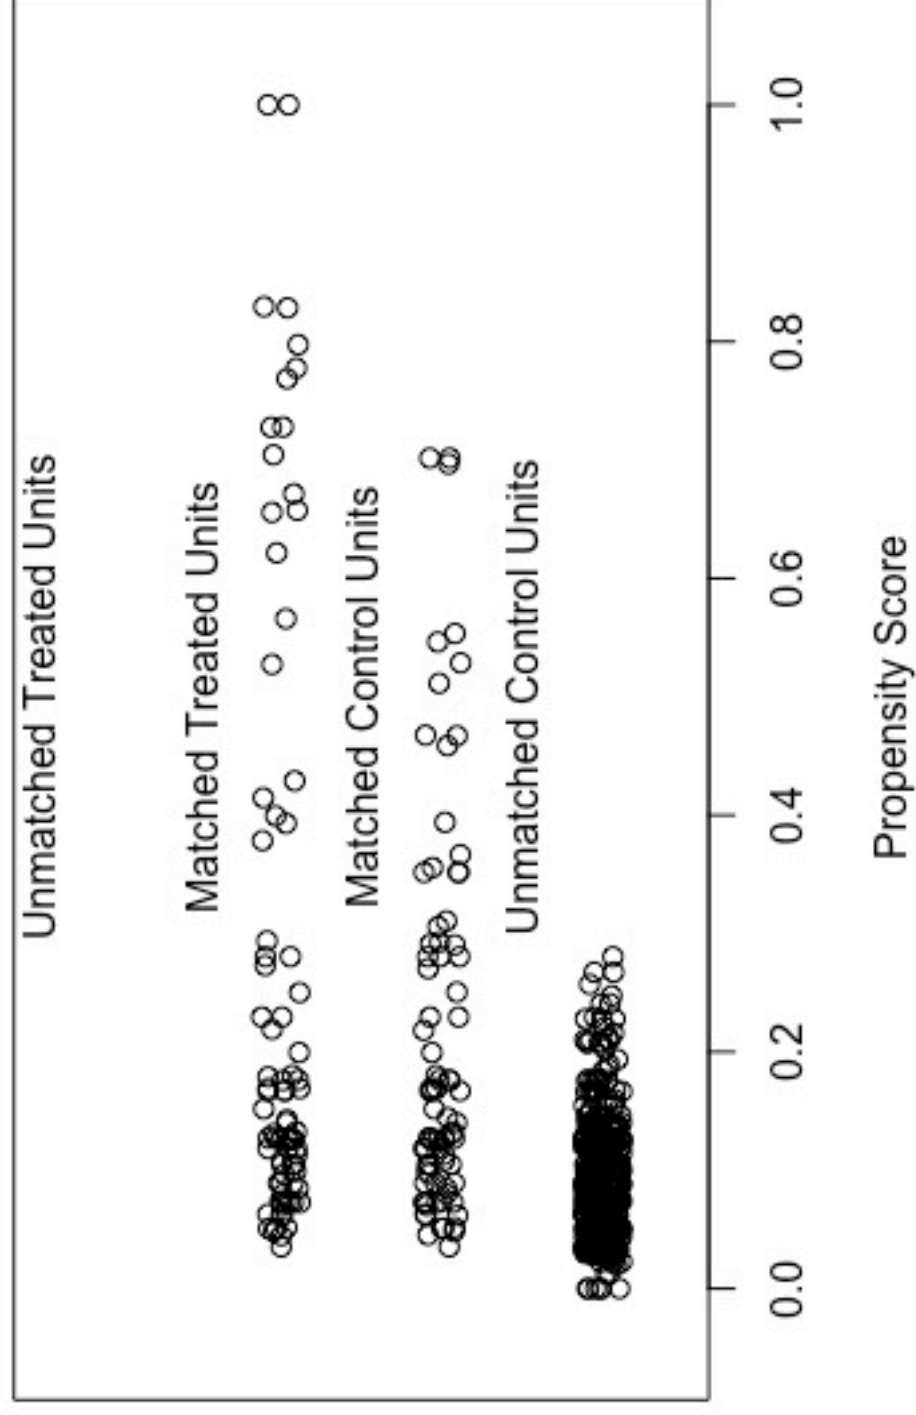 Unmatched Treated Units
Matched Treated Units
Matched Control Units
Unmatched Control Units
0.0
0.2
0.4
0.6
0.8
1.0
Propensity Score